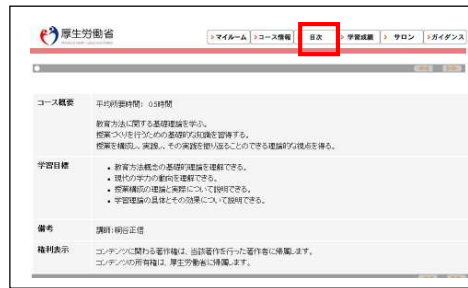 厚生労働省
>マイルーム >コース情報 目次 >学習成績 > サロン >ガイダンス
コース概要 平均所要時間: 0.5時間
教育方法に関する基礎理論を学ぶ。
授業づくりを行うための基礎的な知識を習得する。
授業を構成し、実践し、その実践を振り返ることのできる理論的な視点を得る。
学習目標
• 教育方法概念の基礎的理論を理解できる。
• 現代の学力の動向を理解できる。
• 授業構成の理論と実際について説明できる。
• 学習理論の具体とその効果について説明できる。
備考 講師:桐谷正信
権利表示 コンテンツに関わる著作権は、当該著作を行った著作者に帰属します。
コンテンツの所有権は、厚生労働省に帰属します。